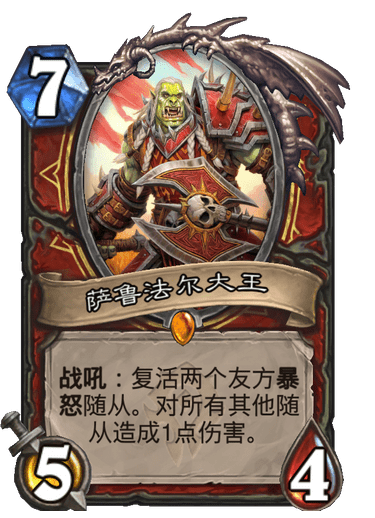 7
萨鲁法尔大王
战吼：复活两个友方暴
怒随从。对所有其他随
从造成1点伤害。
5
4